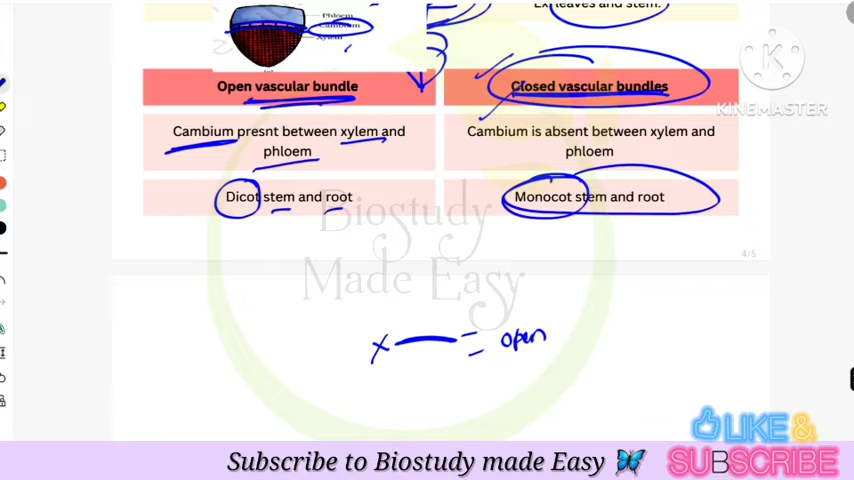 Phloem
Cambium
Xylem
Ex. leaves and stem.
Open vascular bundle
Closed vascular bundles
Cambium presnt between xylem and
phloem
Cambium is absent between xylem and
phloem
Dicot stem and root
Monocot stem and root
4/5
Biostudy
Made Easy
x
open
K
KINEMASTER
LIKE &
SUBSCRIBE
Subscribe to Biostudy made Easy 🦋